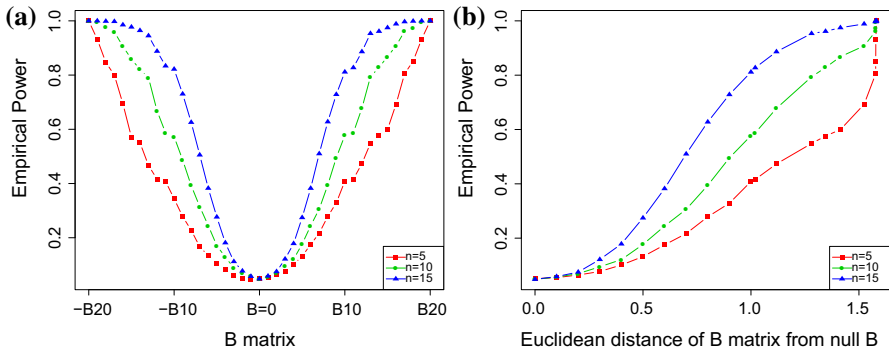 (a)
Empirical Power
1.0
0.8
0.6
0.4
0.2
−B20
−B10
B=0
B10
B20
B matrix
n=5
n=10
n=15
(b)
Empirical Power
1.0
0.8
0.6
0.4
0.2
0.0
0.5
1.0
1.5
Euclidean distance of B matrix from null B
n=5
n=10
n=15